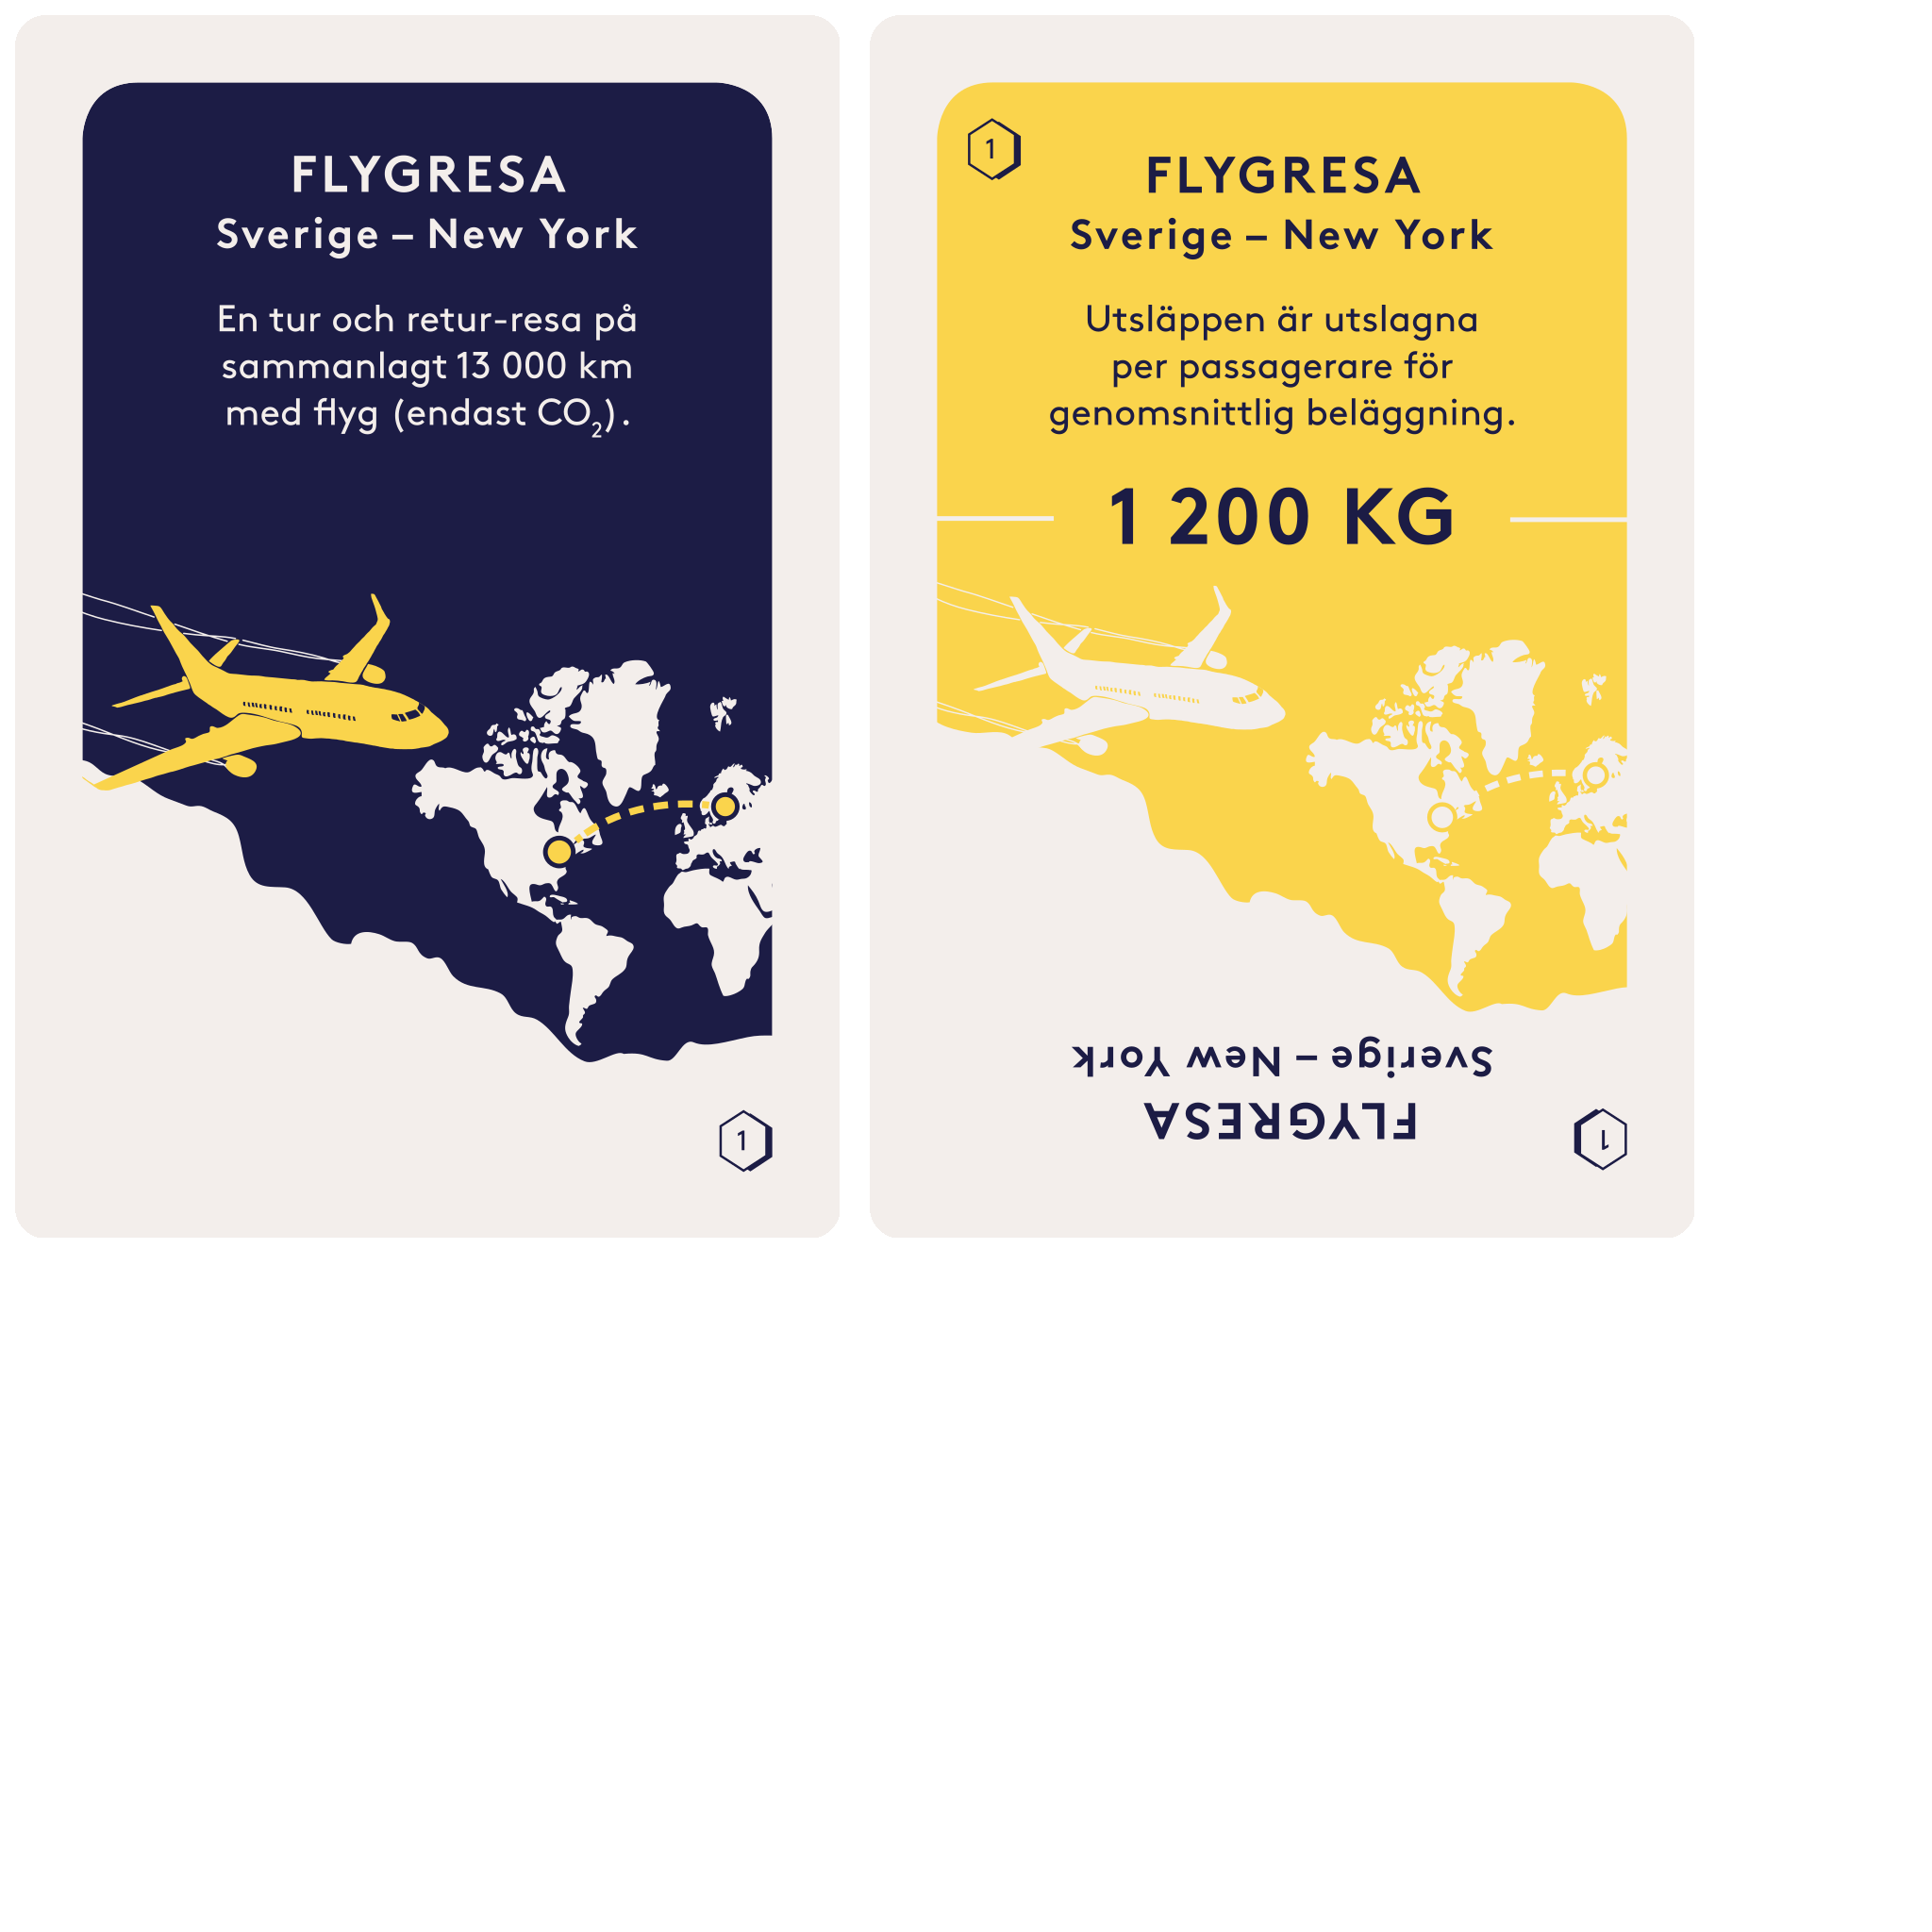 FLYGRESA
Sverige – New York
En tur och retur-resa på
sammanlagt 13 000 km
med flyg (endast CO₂).
1
1
FLYGRESA
Sverige – New York
Utsläppen är utslagna
per passagerare för
genomsnittlig beläggning.
1 200 KG
Sverige – New York
FLYGRESA
1